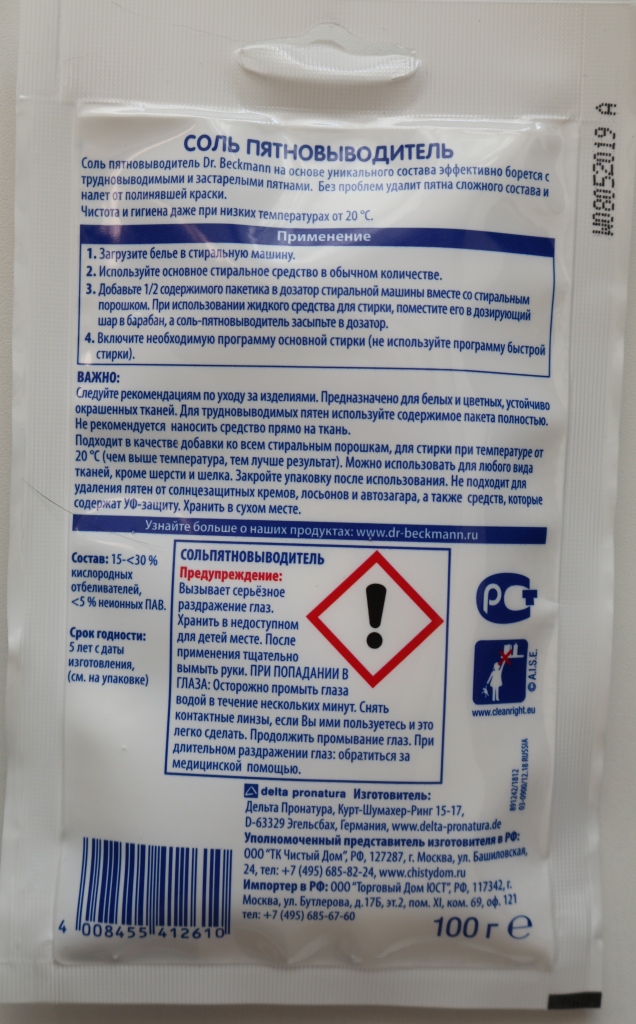 W08052019 A
СОЛЬ ПЯТНОВЫВОДИТЕЛЬ
Соль пятновыводитель Dr. Beckmann на основе уникального состава эффективно борется с
трудновыводимыми и застарелыми пятнами. Без проблем удалит пятна сложного состава и
налет от полинявшей краски.
Чистота и гигиена даже при низких температурах от 20 °C.
Применение
1. Загрузите белье в стиральную машину.
2. Используйте основное стиральное средство в обычном количестве.
3. Добавьте 1/2 содержимого пакетика в дозатор стиральной машины вместе со стиральным
порошком. При использовании жидкого средства для стирки, поместите его в дозирующий
шар в барабан, а соль-пятновыводитель засыпьте в дозатор.
4. Включите необходимую программу основной стирки (не используйте программу быстрой
стирки).
ВАЖНО:
Следуйте рекомендациям по уходу за изделиями. Предназначено для белых и цветных, устойчиво
окрашенных тканей. Для трудновыводимых пятен используйте содержимое пакета полностью.
Не рекомендуется наносить средство прямо на ткань.
Подходит в качестве добавки ко всем стиральным порошкам, для стирки при температуре от
20 °C (чем выше температура, тем лучше результат). Можно использовать для любого вида
тканей, кроме шерсти и шелка. Закройте упаковку после использования. Не подходит для
удаления пятен от солнцезащитных кремов, лосьонов и автозагара, а также средств, которые
содержат УФ-защиту. Хранить в сухом месте.
Узнайте больше о наших продуктах: www.dr-beckmann.ru
Состав: 15-<30 %
кислородных
отбеливателей,
<5 % неионных ПАВ.
Срок годности:
5 лет с даты
изготовления,
(см. на упаковке)
СОЛЬПЯТНОВЫВОДИТЕЛЬ
Предупреждение:
Вызывает серьёзное
раздражение глаз.
Хранить в недоступном
для детей месте. После
применения тщательно
вымыть руки. ПРИ ПОПАДАНИИ В
ГЛАЗА: Осторожно промыть глаза
водой в течение нескольких минут. Снять
контактные линзы, если Вы ими пользуетесь и это
легко сделать. Продолжить промывание глаз. При
длительном раздражении глаз: обратиться за
медицинской помощью.
РСТ
© A.I.S.E.
www.cleanright.eu
891242/1812
03-9900/12.18 RUSSIA
delta pronatura Изготовитель:
Дельта Пронатура, Курт-Шумахер-Ринг 15-17,
D-63329 Эгельсбах, Германия, www.delta-pronatura.de
Уполномоченный представитель изготовителя в РФ:
ООО "ТК Чистый Дом", РФ, 127287, г. Москва, ул. Башиловская,
24, тел: +7 (495) 685-82-24, www.chistydom.ru
Импортер в РФ: ООО "Торговый Дом ЮСТ", РФ, 117342, г.
Москва, ул. Бутлерова, д.17Б, эт.2, пом. XI, ком. 69, оф. 121
тел: +7 (495) 685-67-60
4 008455 412610
100 г e